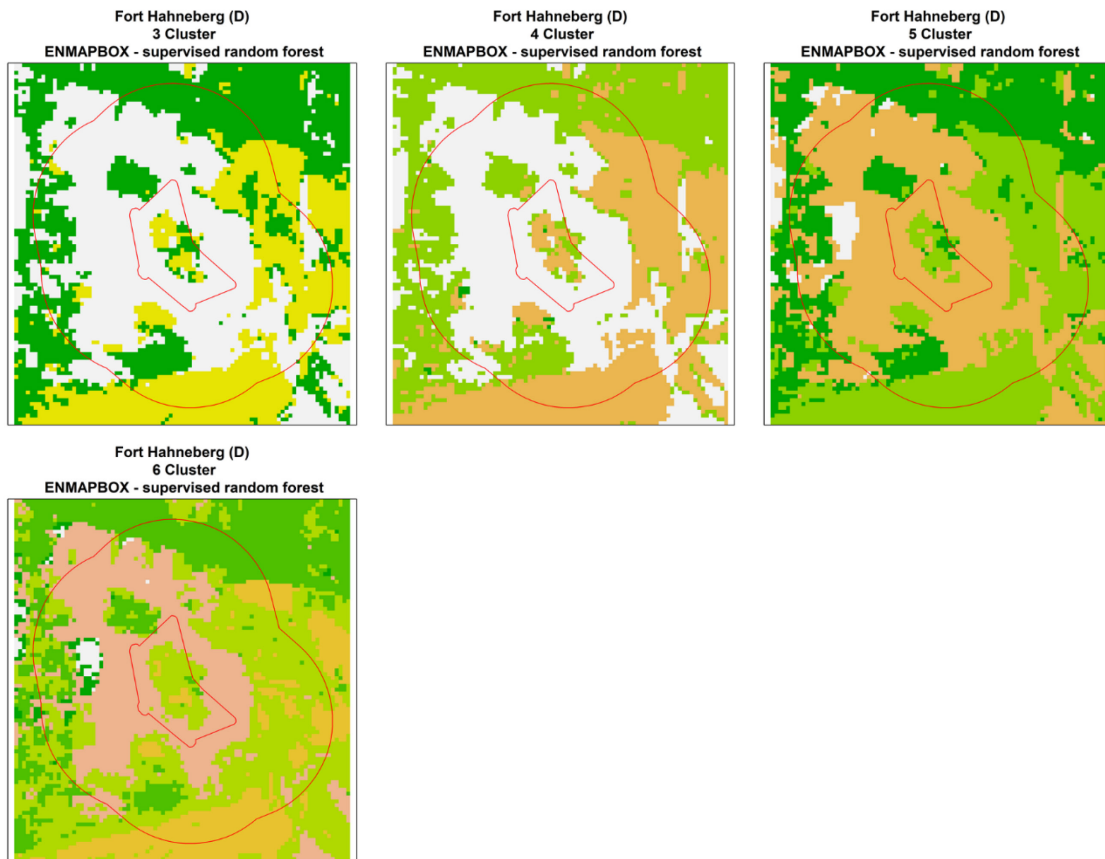 Fort Hahneberg (D)
3 Cluster
ENMAPBOX - supervised random forest
Fort Hahneberg (D)
4 Cluster
ENMAPBOX - supervised random forest
Fort Hahneberg (D)
5 Cluster
ENMAPBOX - supervised random forest
Fort Hahneberg (D)
6 Cluster
ENMAPBOX - supervised random forest